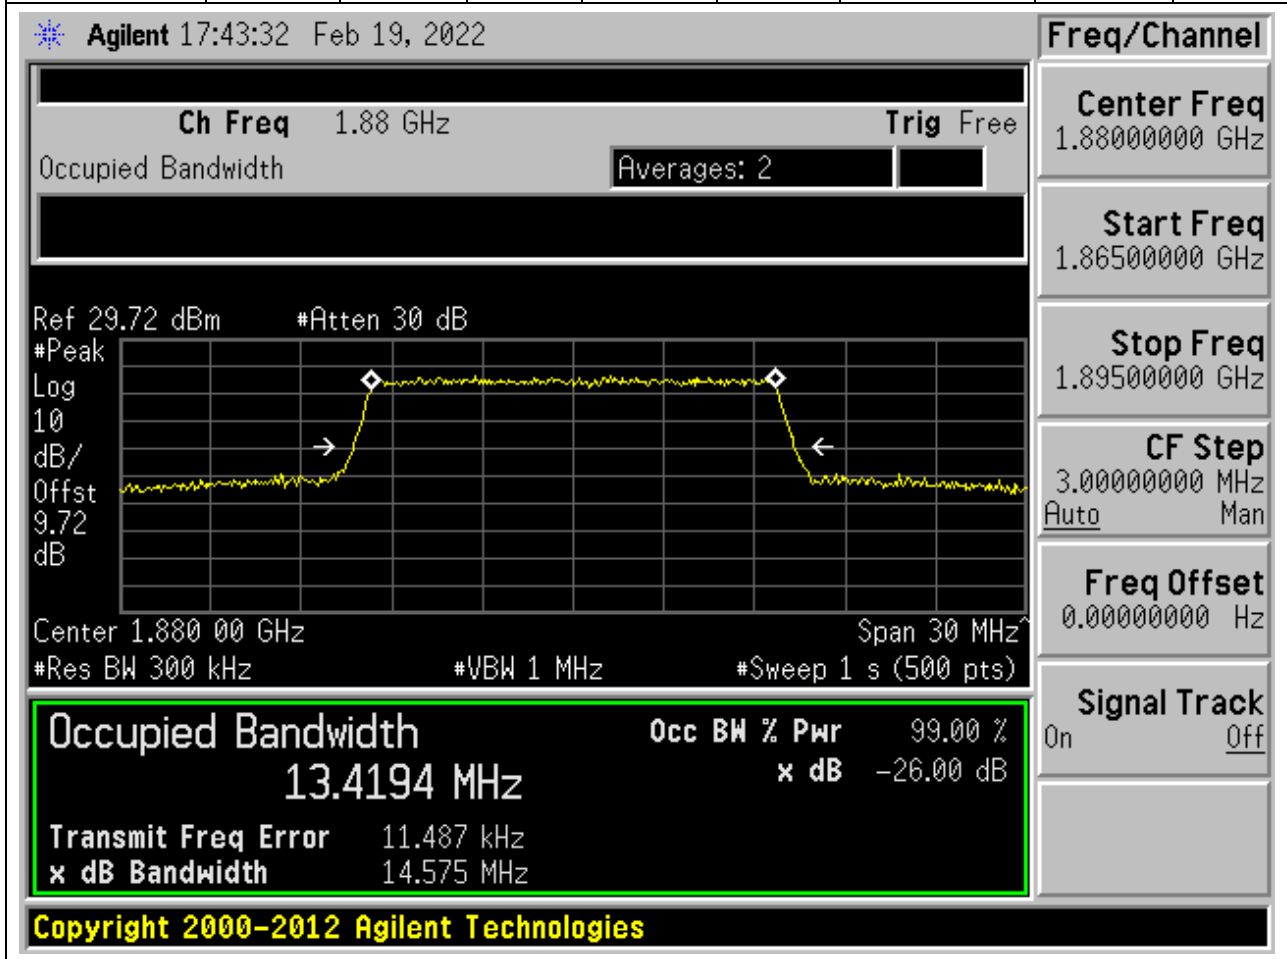 Agilent 17:43:32 Feb 19, 2022
Freq/Channel
Ch Freq 1.88 GHz Trig Free
Occupied Bandwidth Averages: 2
Center Freq
1.88000000 GHz
Start Freq
1.86500000 GHz
Stop Freq
1.89500000 GHz
CF Step
3.00000000 MHz
Auto Man
Freq Offset
0.00000000 Hz
Signal Track
On Off
Ref 29.72 dBm #Atten 30 dB
#Peak
Log
10
dB/
Offst
9.72
dB
Center 1.880 00 GHz Span 30 MHz^
#Res BW 300 kHz #VBW 1 MHz #Sweep 1 s (500 pts)
Occupied Bandwidth Occ BW % Pwr 99.00 %
13.4194 MHz x dB -26.00 dB
Transmit Freq Error 11.487 kHz
x dB Bandwidth 14.575 MHz
Copyright 2000-2012 Agilent Technologies